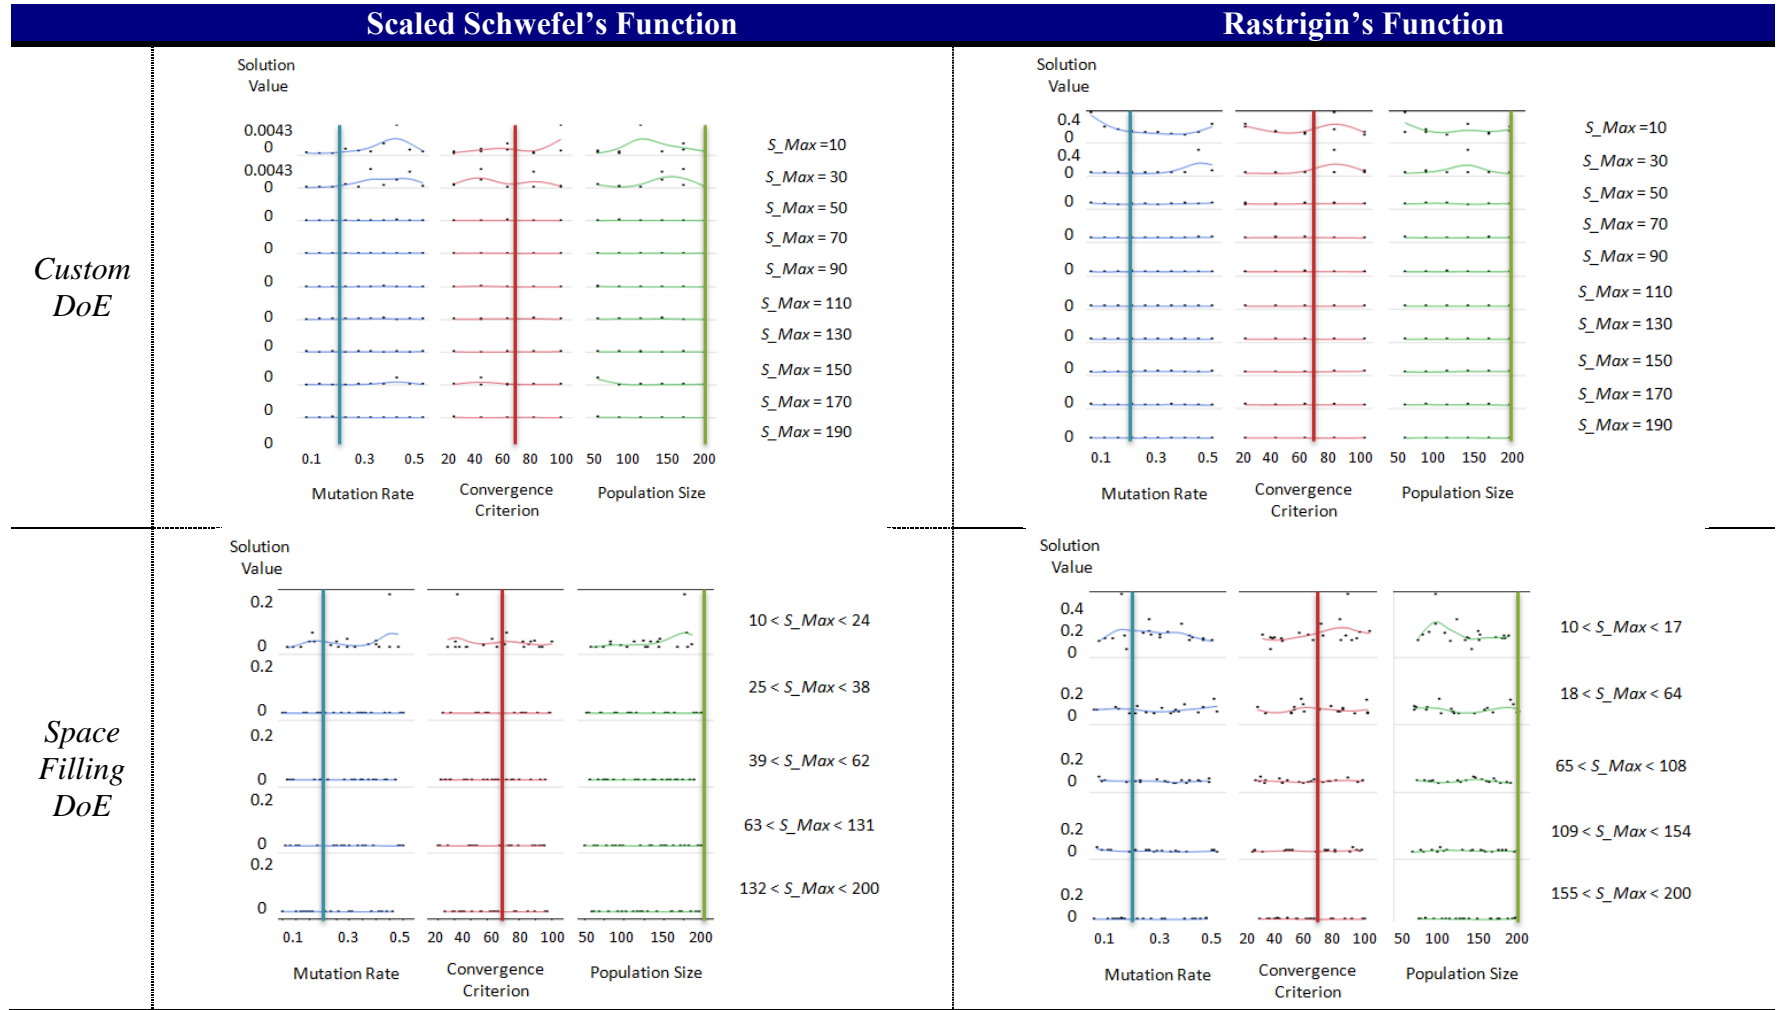 Scaled Schwefel's Function
Rastrigin's Function
Custom
DoE
Solution
Value
0.0043
0
0.0043
0
0
0
0
0
0
0
0
0
S_Max =10
S_Max = 30
S_Max = 50
S_Max = 70
S_Max = 90
S_Max = 110
S_Max = 130
S_Max = 150
S_Max = 170
S_Max = 190
0.1 0.3 0.5 20 40 60 80 100 50 100 150 200
Mutation Rate
Convergence
Criterion
Population Size
Solution
Value
0.4
0
0.4
0
0
0
0
0
0
0
0
0
S_Max =10
S_Max = 30
S_Max = 50
S_Max = 70
S_Max = 90
S_Max = 110
S_Max = 130
S_Max = 150
S_Max = 170
S_Max = 190
0.1 0.3 0.5 20 40 60 80 100 50 100 150 200
Mutation Rate
Convergence
Criterion
Population Size
Space
Filling
DoE
Solution
Value
0.2
0
0.2
0
0.2
0
0.2
0
0.2
0
10 < S_Max < 24
25 < S_Max < 38
39 < S_Max < 62
63 < S_Max < 131
132 < S_Max < 200
0.1 0.3 0.5 20 40 60 80 100 50 100 150 200
Mutation Rate
Convergence
Criterion
Population Size
Solution
Value
0.4
0.2
0
0.2
0
0.2
0
0.2
0
0.2
0
10 < S_Max < 17
18 < S_Max < 64
65 < S_Max < 108
109 < S_Max < 154
155 < S_Max < 200
0.1 0.3 0.5 20 40 60 80 100 50 100 150 200
Mutation Rate
Convergence
Criterion
Population Size